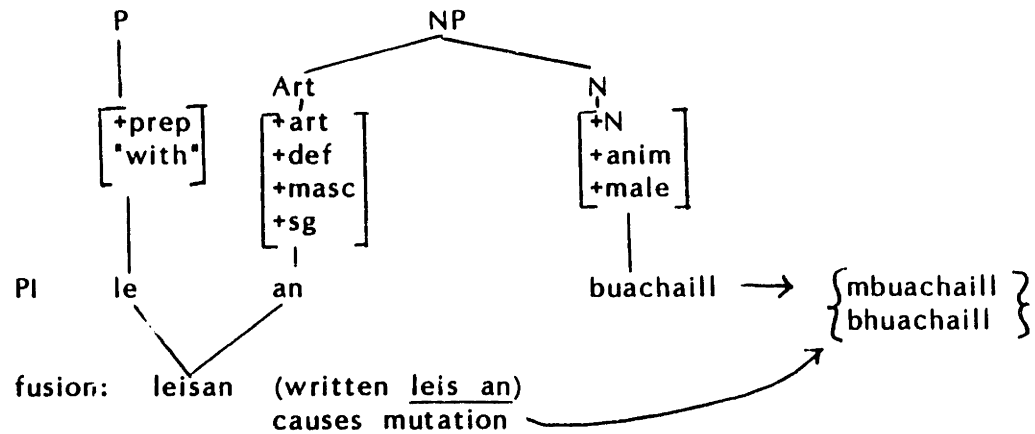 P NP
Art N
+prep +art +N
"with" +def +anim
+masc +male
+sg
PI le an buachaill → mbuachaill
bhuachaill
fusion: leisan (written leis an)
causes mutation